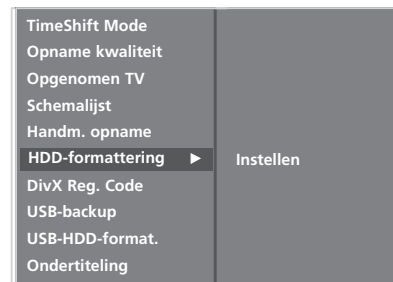 TimeShift Mode
Opname kwaliteit
Opgenomen TV
Schemalijst
Handm. opname
HDD-formattering ► Instellen
DivX Reg. Code
USB-backup
USB-HDD-format.
Ondertiteling